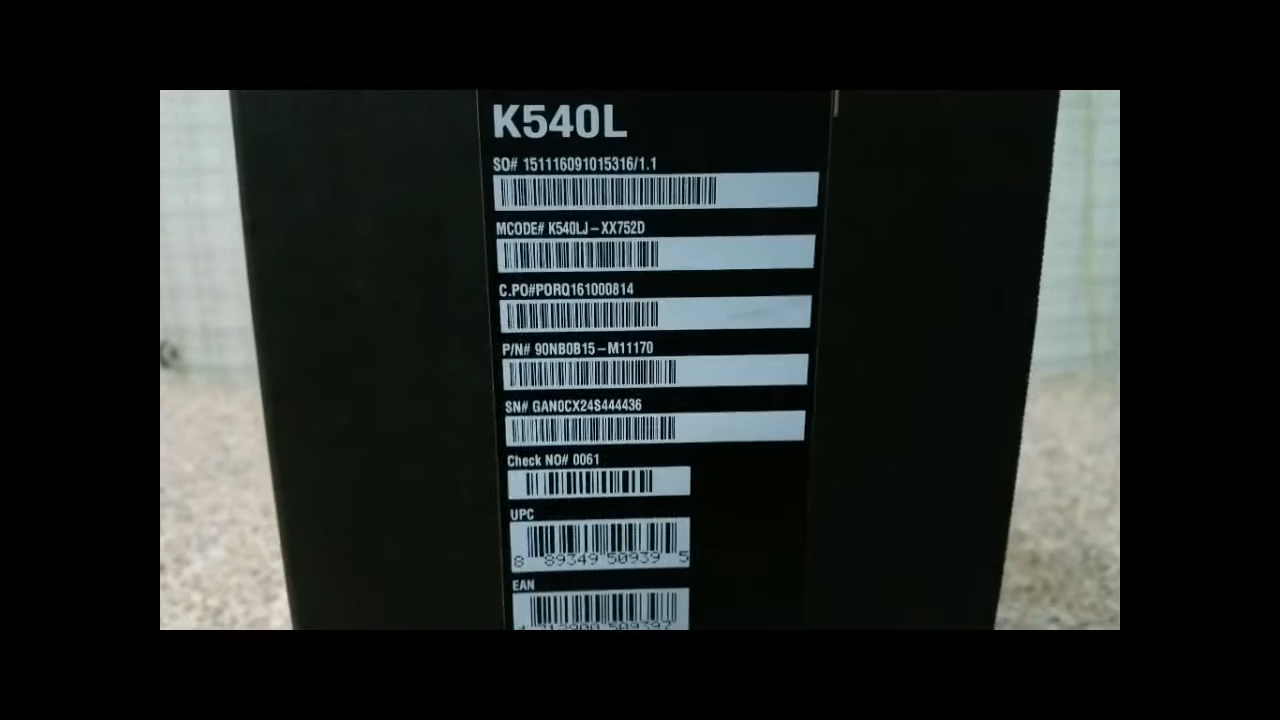 K540L
SO# 151116091015316/1.1
MCODE# K540LJ-XX752D
C.PO#PORQ161000814
P/N# 90NB0B15-M11170
SN# GAN0CX24S444436
Check NO# 0061
UPC
8 89349 50939 5
EAN